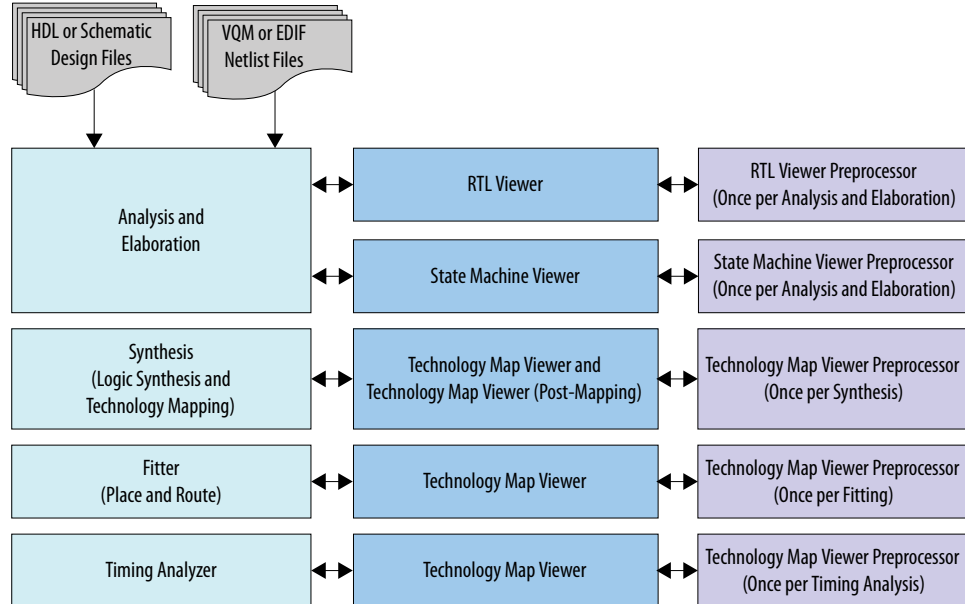 HDL or Schematic
Design Files
VQM or EDIF
Netlist Files
Analysis and
Elaboration
RTL Viewer
RTL Viewer Preprocessor
(Once per Analysis and Elaboration)
State Machine Viewer
State Machine Viewer Preprocessor
(Once per Analysis and Elaboration)
Synthesis
(Logic Synthesis and
Technology Mapping)
Technology Map Viewer and
Technology Map Viewer (Post-Mapping)
Technology Map Viewer Preprocessor
(Once per Synthesis)
Fitter
(Place and Route)
Technology Map Viewer
Technology Map Viewer Preprocessor
(Once per Fitting)
Timing Analyzer
Technology Map Viewer
Technology Map Viewer Preprocessor
(Once per Timing Analysis)